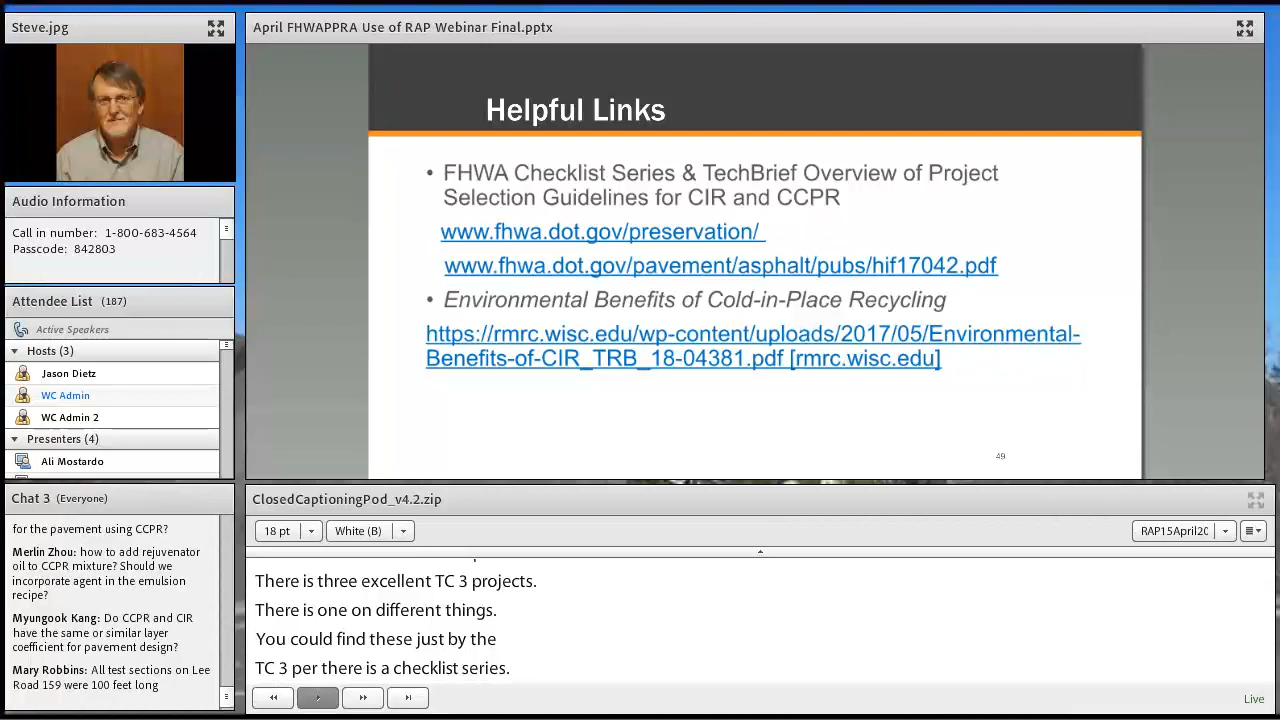 Steve.jpg
Audio Information
Call in number: 1-800-683-4564
Passcode: 842803
Attendee List (187)
Active Speakers
Hosts (3)
Jason Dietz
WC Admin
WC Admin 2
Presenters (4)
Ali Mostardo
Chat 3 (Everyone)
for the pavement using CCPR?
Merlin Zhou: how to add rejuvenator
oil to CCPR mixture? Should we
incorporate agent in the emulsion
recipe?
Myungook Kang: Do CCPR and CIR
have the same or similar layer
coefficient for pavement design?
Mary Robbins: All test sections on Lee
Road 159 were 100 feet long
April FHWAPPRA Use of RAP Webinar Final.pptx
Helpful Links
• FHWA Checklist Series & TechBrief Overview of Project
Selection Guidelines for CIR and CCPR
www.fhwa.dot.gov/preservation/
www.fhwa.dot.gov/pavement/asphalt/pubs/hif17042.pdf
• Environmental Benefits of Cold-in-Place Recycling
https://rmrc.wisc.edu/wp-content/uploads/2017/05/Environmental-
Benefits-of-CIR_TRB_18-04381.pdf [rmrc.wisc.edu]
49
ClosedCaptioningPod_v4.2.zip
18 pt
White (B)
RAP15April20
There is three excellent TC 3 projects.
There is one on different things.
You could find these just by the
TC 3 per there is a checklist series.
Live